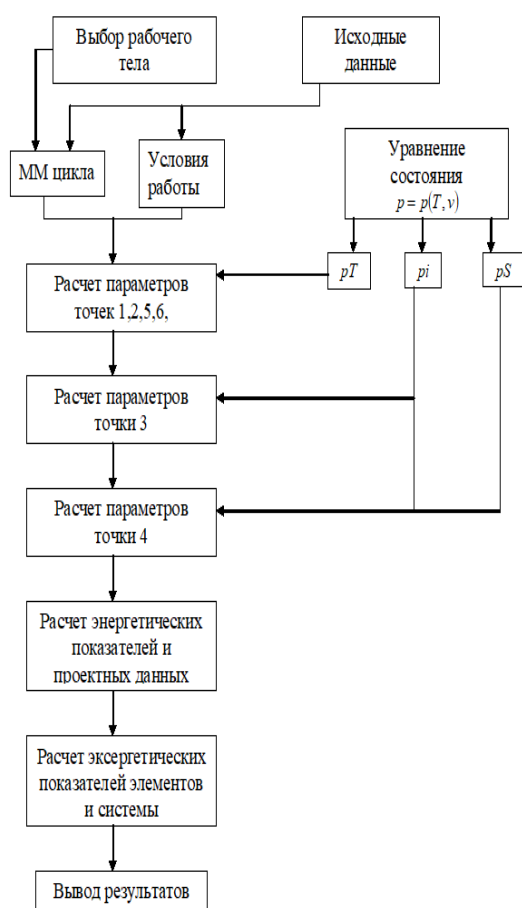 Выбор рабочего
тела
Исходные
данные
ММ цикла
Условия
работы
Уравнение
состояния
p = p(T, v)
pT
pi
pS
Расчет параметров
точек 1,2,5,6,
Расчет параметров
точки 3
Расчет параметров
точки 4
Расчет энергетических
показателей и
проектных данных
Расчет эксергетических
показателей элементов
и системы
Вывод результатов